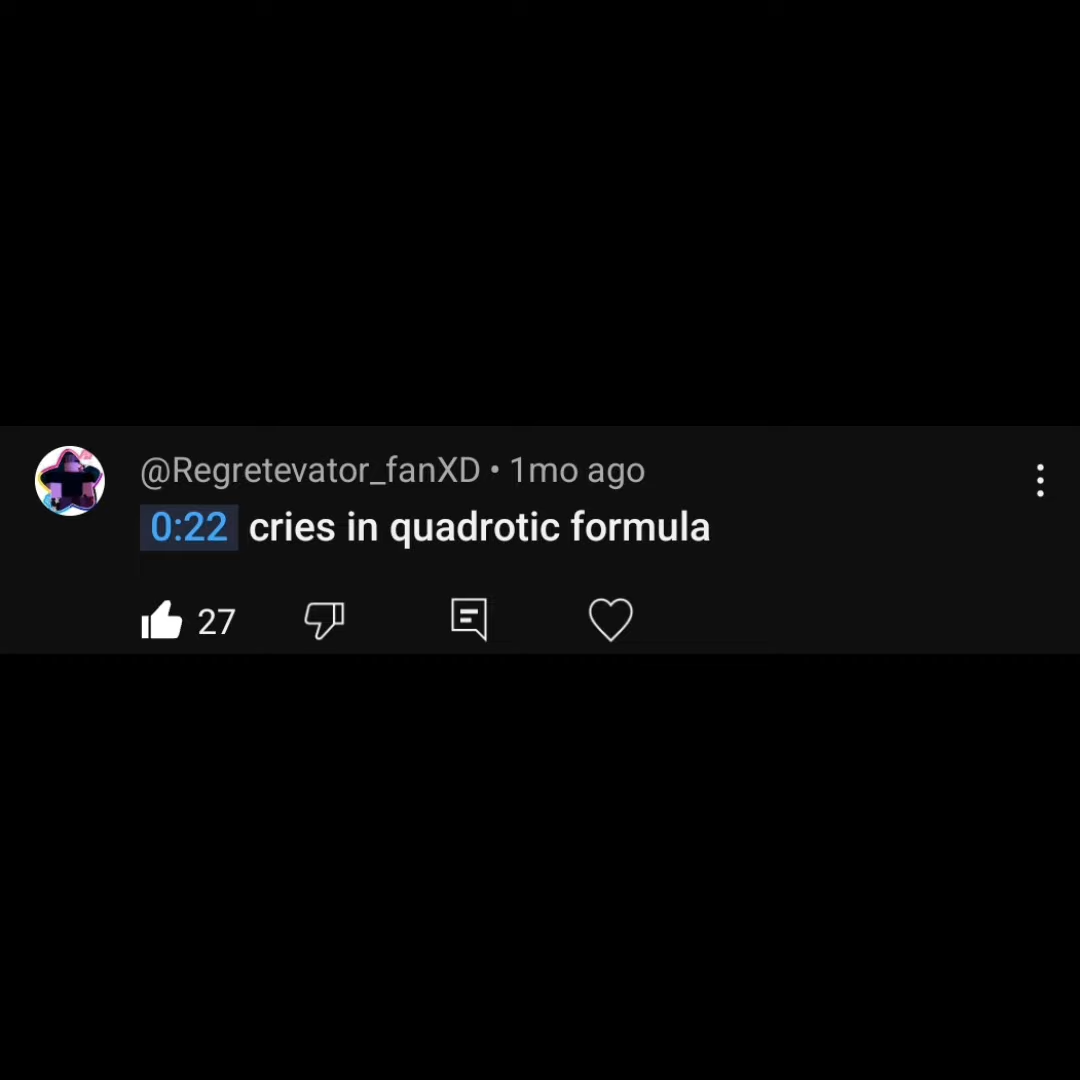 @Regretevator_fanXD • 1mo ago
0:22 cries in quadrotic formula
27